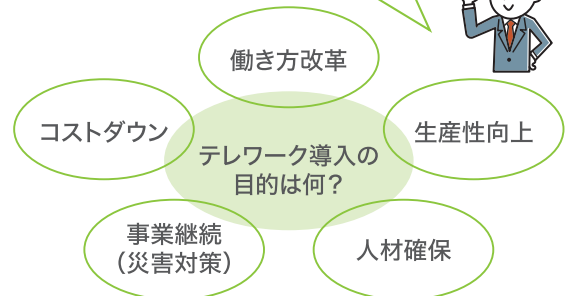 働き方改革
コストダウン
生産性向上
テレワーク導入の
目的は何？
事業継続
（災害対策）
人材確保